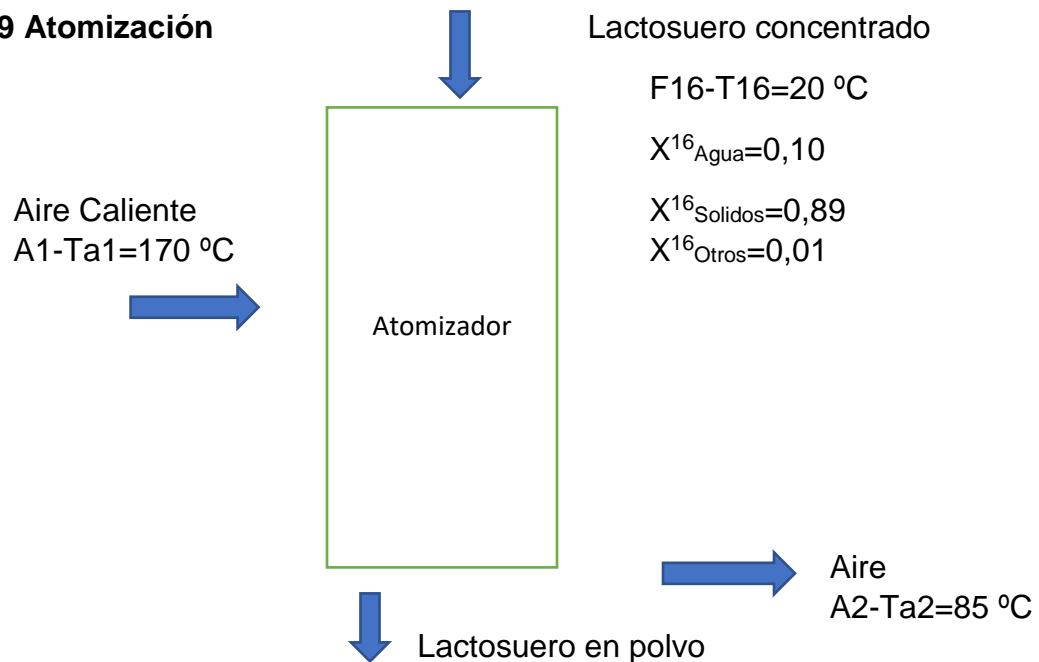 9 Atomización
Lactosuero concentrado
F16-T16=20 ºC
X16Agua=0,10
X16Solidos=0,89
X16Otros=0,01
Aire Caliente
A1-Ta1=170 ºC
Atomizador
Aire
A2-Ta2=85 ºC
Lactosuero en polvo